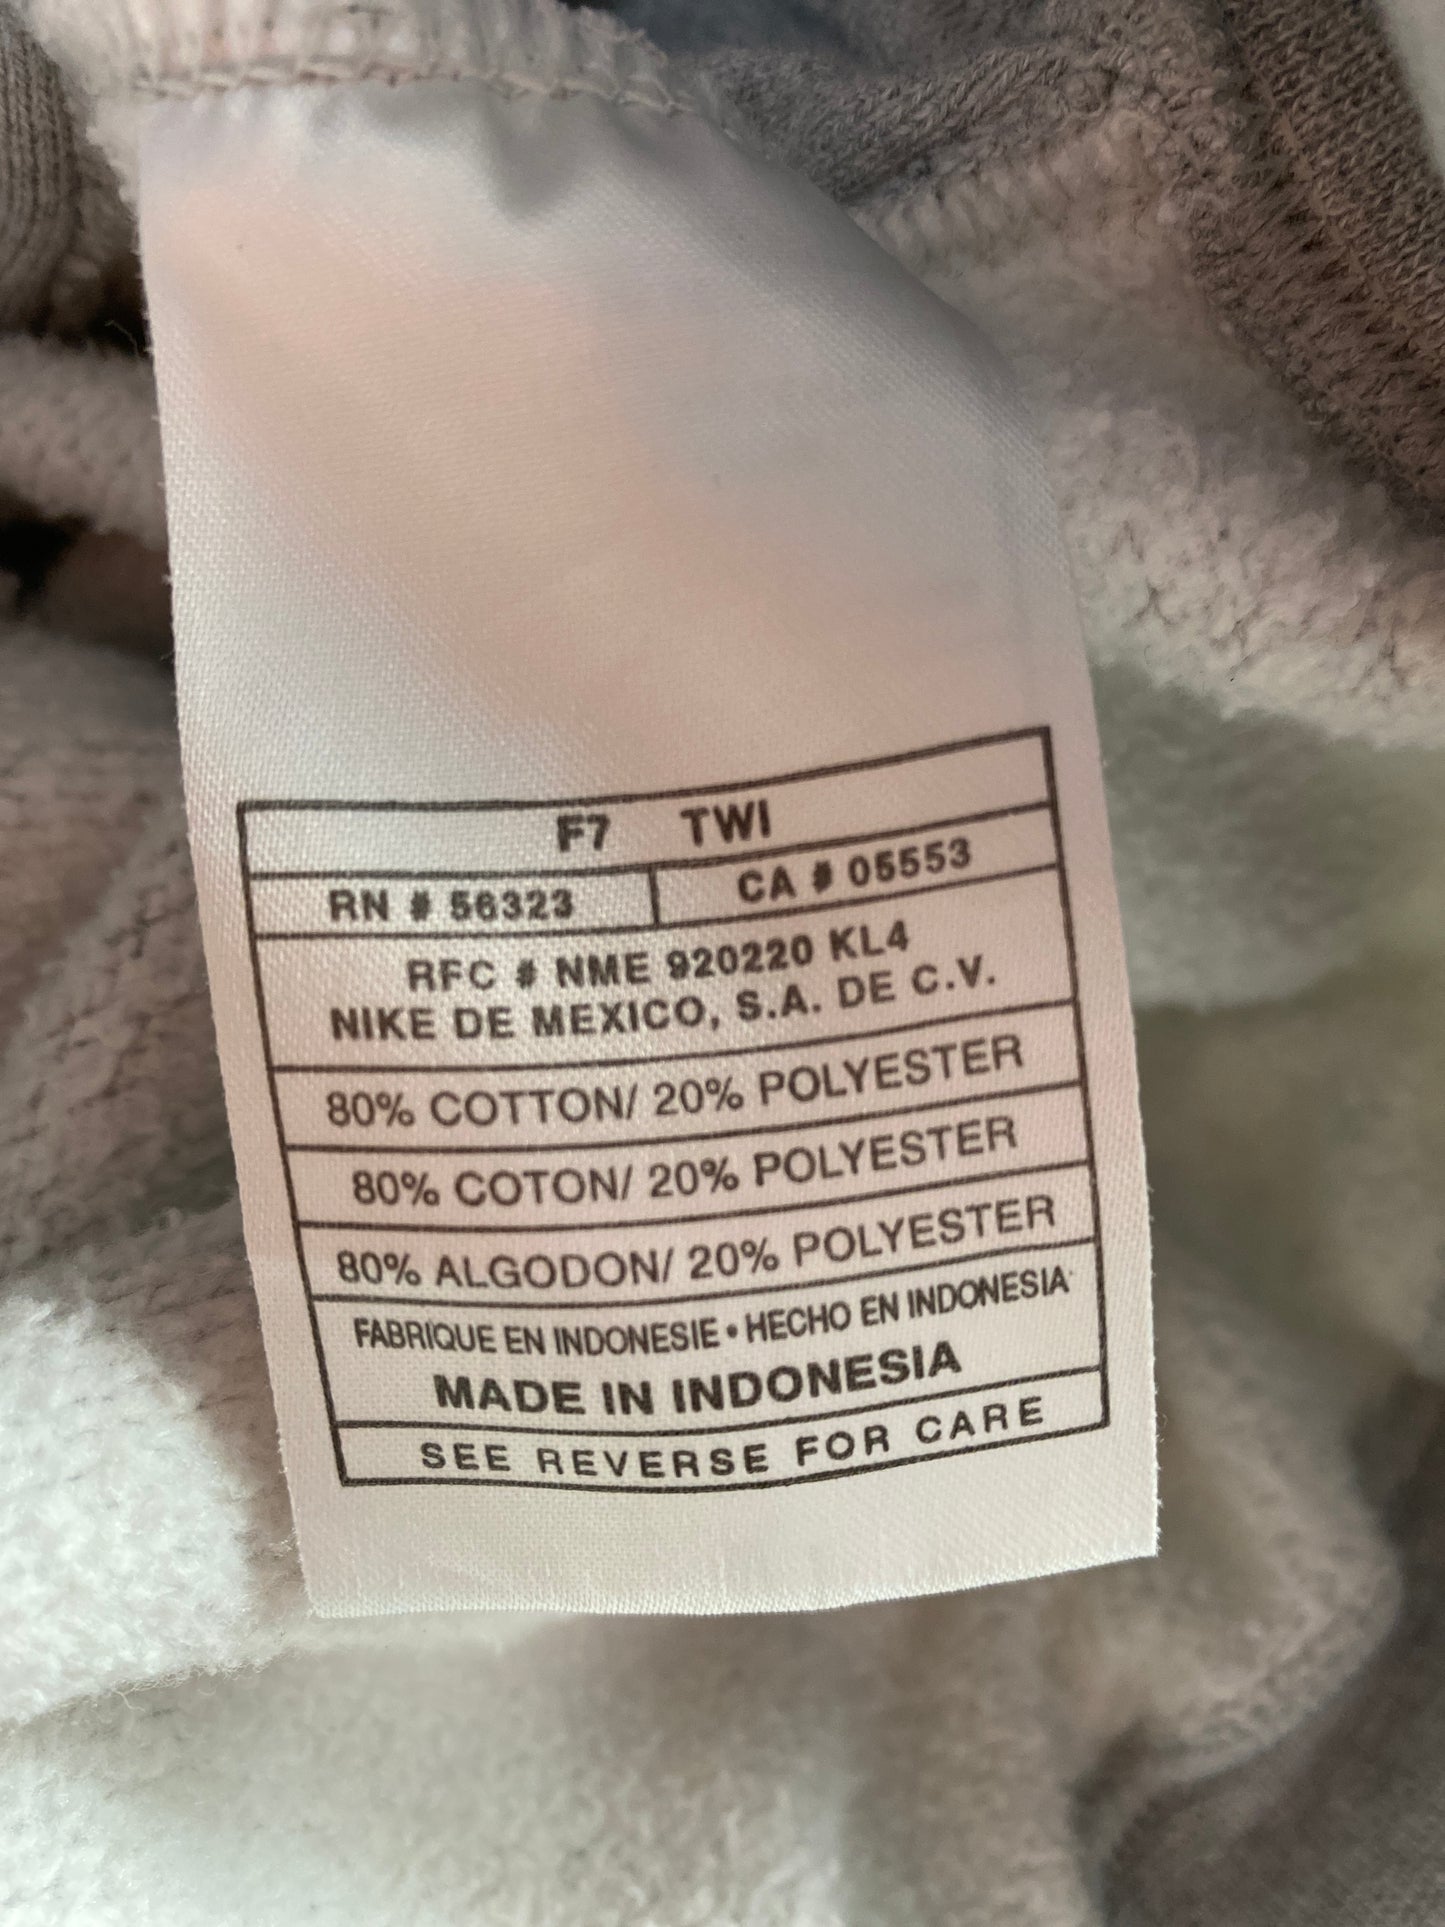 F7 TWI
RN # 56323 CA # 05553
RFC # NME 920220 KL4
NIKE DE MEXICO, S.A. DE C.V.
80% COTTON/ 20% POLYESTER
80% COTON/ 20% POLYESTER
80% ALGODON/ 20% POLYESTER
FABRIQUE EN INDONESIE • HECHO EN INDONESIA
MADE IN INDONESIA
SEE REVERSE FOR CARE